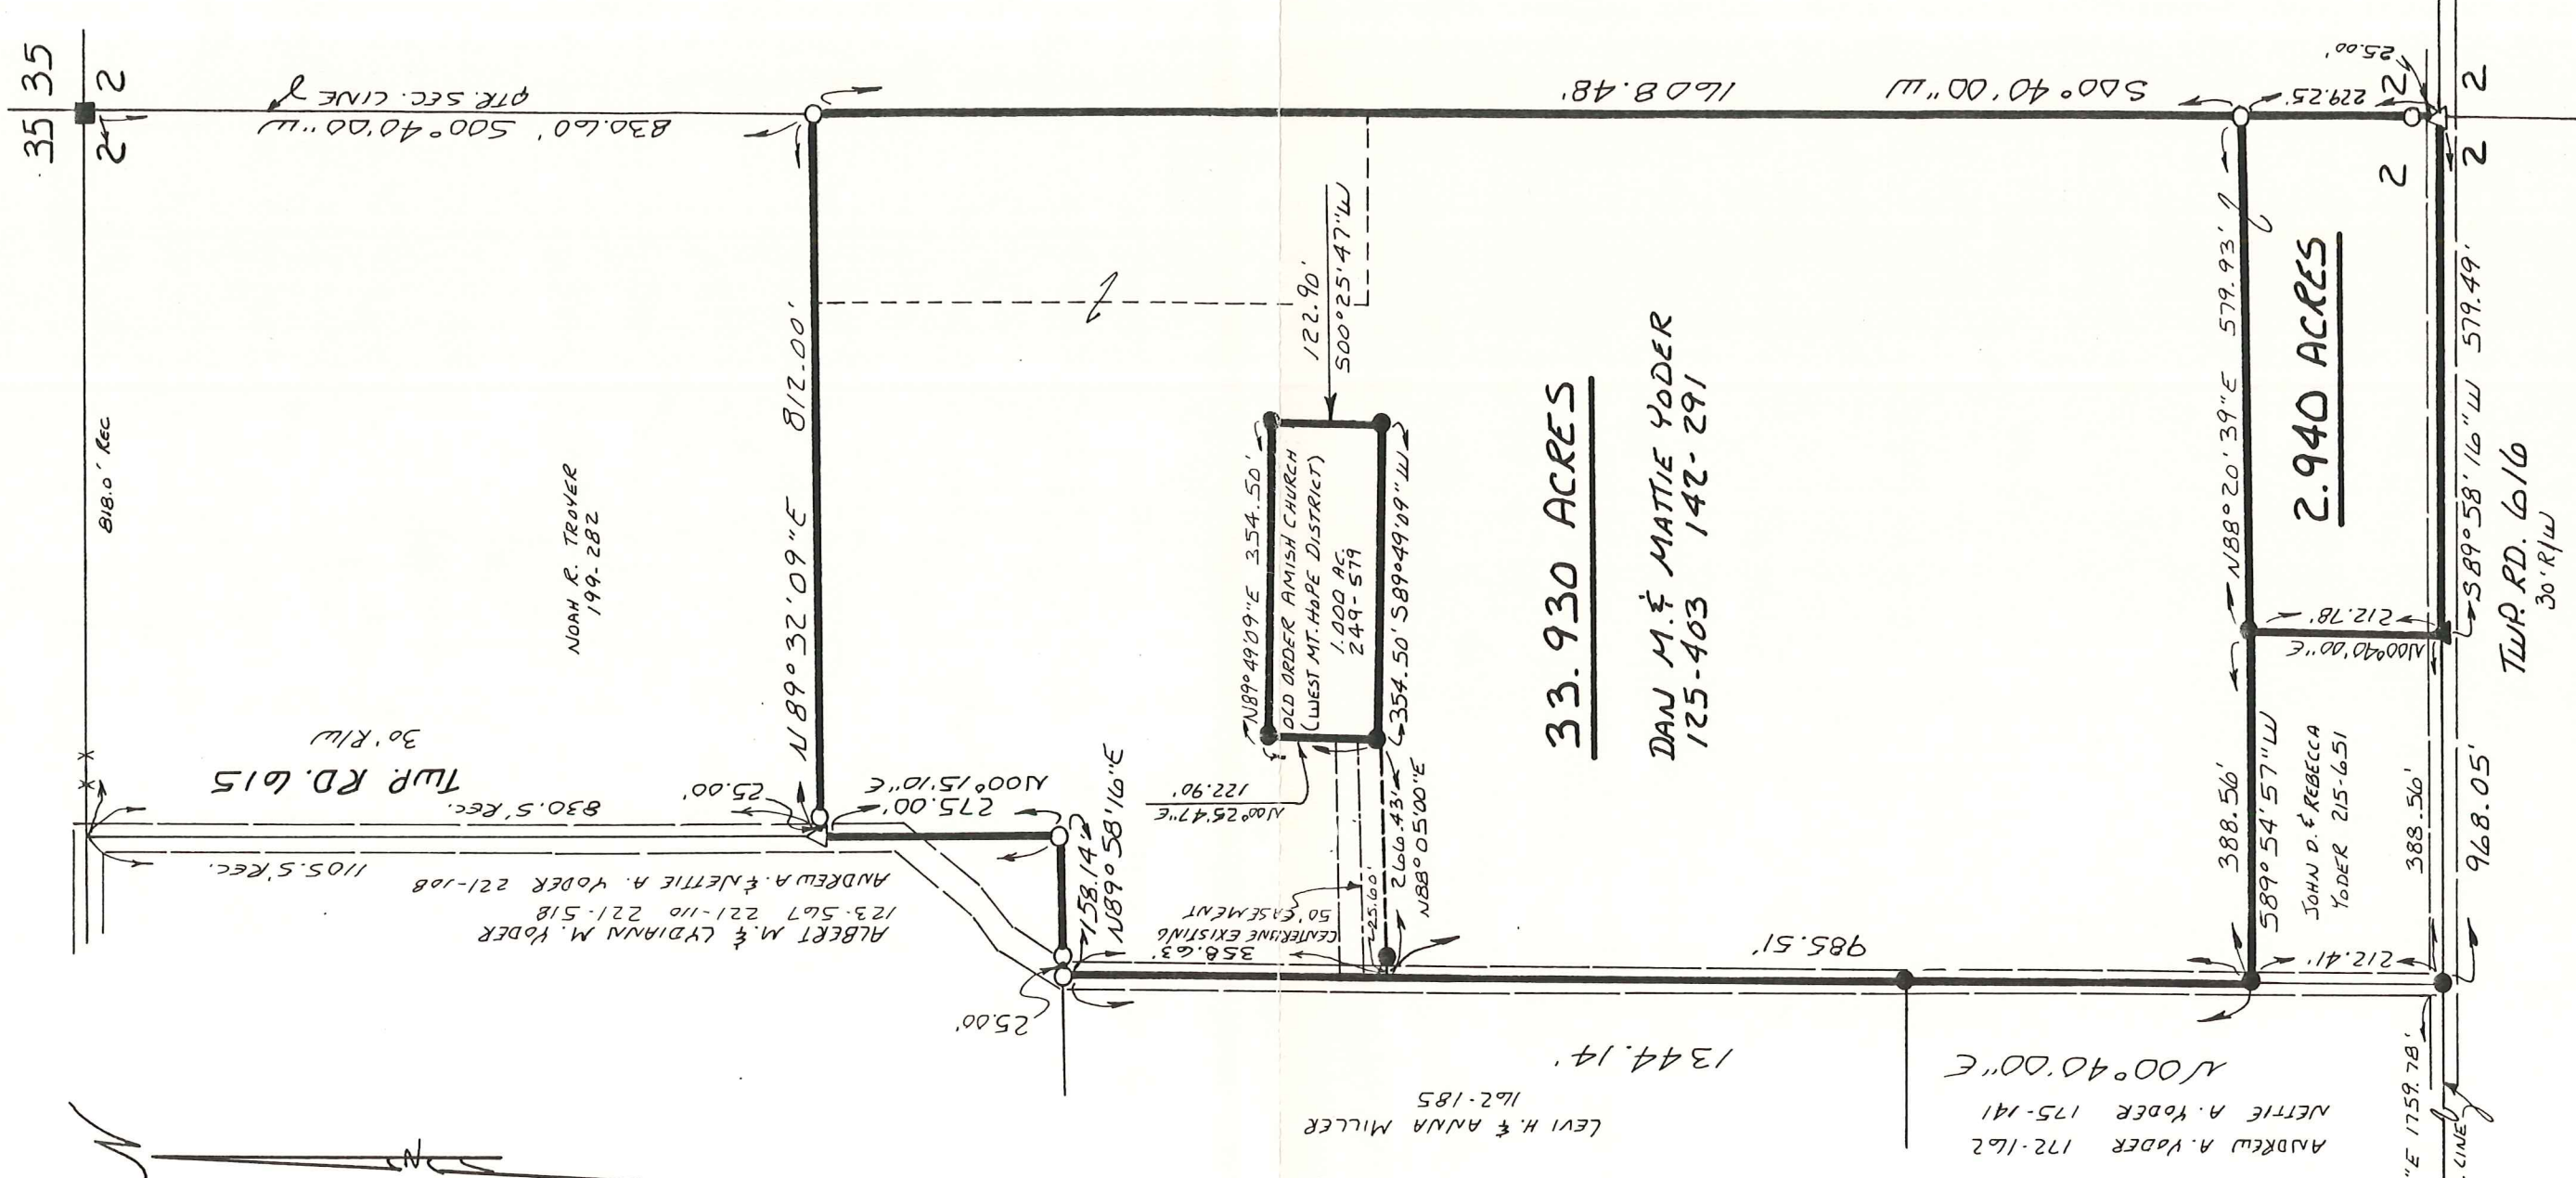 35 35
2 2
830.60' S00°40'00"W
QTR. SEC. LINE
1608.48'
S00°40'00"W
25.00'
229.25'
2 2
2 2
818.0' REC
NOAH R. TROYER
199-282
N89°32'09"E 812.00'
TWP. RD. 615
30' R/W
830.5' REC.
1105.5' REC.
25.00'
N00°15'10"E
275.00'
158.14'
N89°58'16"E
25.00'
ALBERT M. & LYDIANN M. YODER
123-567 221-110 221-518
ANDREW A. & NETTIE A. YODER 221-108
122.90'
S00°25'47"W
N89°49'09"E 354.50'
OLD ORDER AMISH CHURCH
(WEST MT. HOPE DISTRICT)
1.000 AC.
249-579
354.50' S89°49'09"W
N00°25'47"E
122.90'
266.43'
N88°05'00"E
25.60'
358.63'
CENTERLINE EXISTING
50' EASEMENT
33.930 ACRES
DAN M. & MATTIE YODER
125-403 142-291
985.51'
1344.14'
N00°40'00"E
LEVI H. & ANNA MILLER
162-185
ANDREW A. YODER 172-162
NETTIE A. YODER 175-141
N88°20'39"E 579.93'
2.940 ACRES
S89°58'16"W 579.49'
TWP. RD. 616
30' R/W
212.78'
N00°40'00"E
388.56'
S89°54'57"W
JOHN D. & REBECCA
YODER 215-651
388.56'
968.05'
212.41'
"E 1759.78'
LINE
N